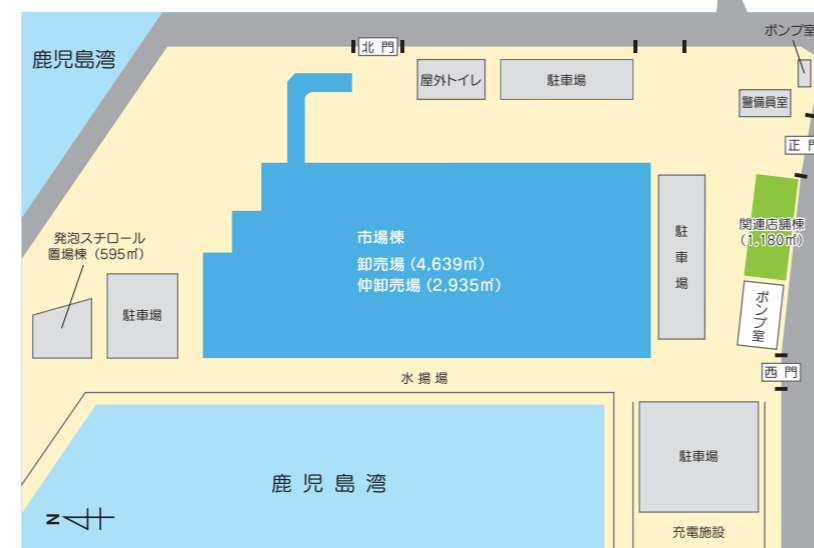 ポンプ室
北門
鹿児島湾
屋外トイレ
駐車場
警備員室
正門
関連店舗棟
(1,180㎡)
市場棟
卸売場 (4,639㎡)
仲卸売場 (2,935㎡)
駐車場
発泡スチロール
置場棟 (595㎡)
駐車場
ポンプ室
西門
水揚場
駐車場
鹿児島湾
N
充電施設